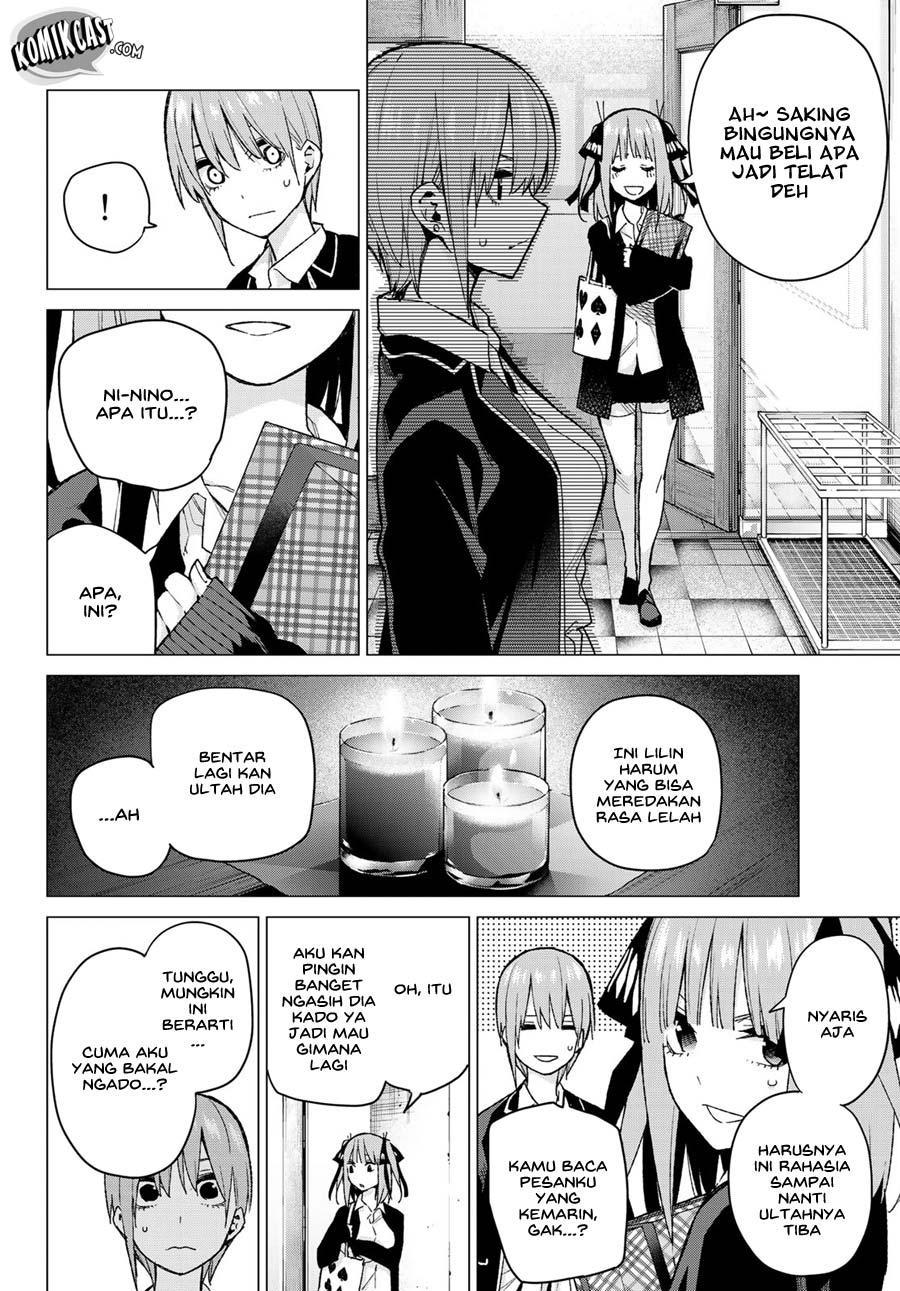 KOMIKCAST
.COM
AH~ SAKING
BINGUNGNYA
MAU BELI APA
JADI TELAT
DEH
!
NI-NINO...
APA ITU...?
APA,
INI?
INI LILIN
HARUM
YANG BISA
MEREDAKAN
RASA LELAH
BENTAR
LAGI KAN
ULTAH DIA
...AH
NYARIS
AJA
HARUSNYA
INI RAHASIA
SAMPAI
NANTI
ULTAHNYA
TIBA
KAMU BACA
PESANKU
YANG
KEMARIN,
GAK...?
OH, ITU
AKU KAN
PINGIN
BANGET
NGASIH DIA
KADO YA
JADI MAU
GIMANA
LAGI
TUNGGU,
MUNGKIN
INI
BERARTI
...
CUMA AKU
YANG BAKAL
NGADO...?